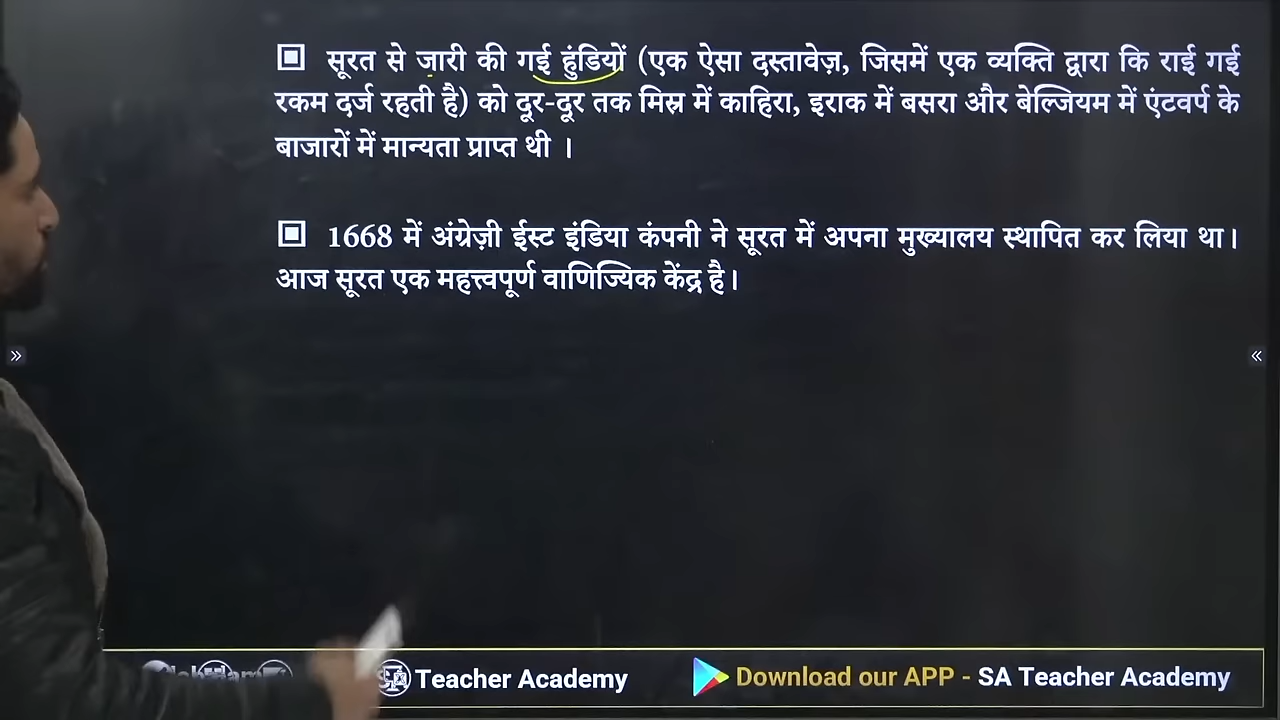 सूरत से जारी की गई हुंडियों (एक ऐसा दस्तावेज़, जिसमें एक व्यक्ति द्वारा कि राई गई
रकम दर्ज रहती है) को दूर-दूर तक मिस्र में काहिरा, इराक में बसरा और बेल्जियम में एंटवर्प के
बाजारों में मान्यता प्राप्त थी ।
1668 में अंग्रेज़ी ईस्ट इंडिया कंपनी ने सूरत में अपना मुख्यालय स्थापित कर लिया था।
आज सूरत एक महत्त्वपूर्ण वाणिज्यिक केंद्र है।
Teacher Academy
Download our APP - SA Teacher Academy